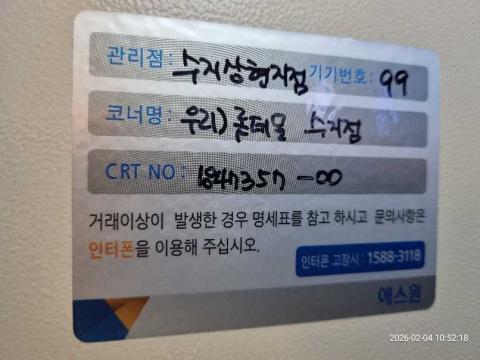 관리점 : 수지상현지점 기기번호 : 99
코너명 : 우리) 롯데몰 수지점
CRT NO : 1847357-00
거래이상이 발생한 경우 명세표를 참고 하시고 문의사항은
인터폰을 이용해 주십시오.
인터폰 고장시 : 1588-3118
에스원
2026-02-04 10:52:18